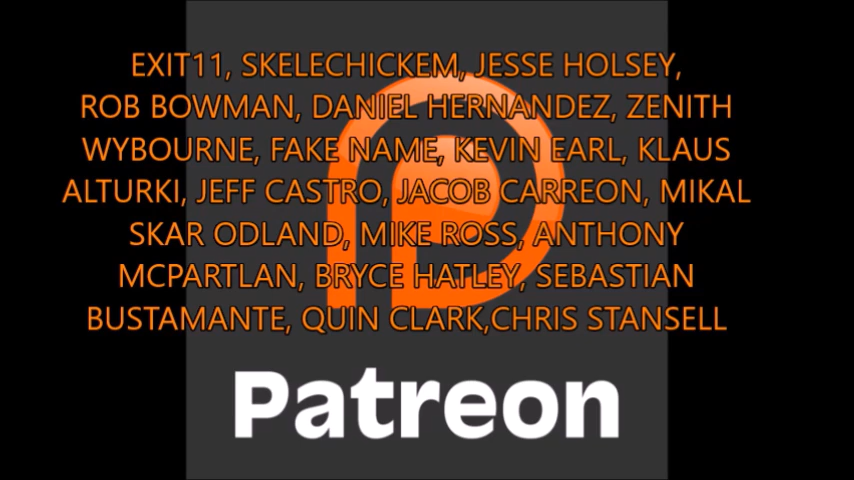 EXIT11, SKELECHICKEM, JESSE HOLSEY,
ROB BOWMAN, DANIEL HERNANDEZ, ZENITH
WYBOURNE, FAKE NAME, KEVIN EARL, KLAUS
ALTURKI, JEFF CASTRO, JACOB CARREON, MIKAL
SKAR ODLAND, MIKE ROSS, ANTHONY
MCPARTLAN, BRYCE HATLEY, SEBASTIAN
BUSTAMANTE, QUIN CLARK,CHRIS STANSELL
Patreon